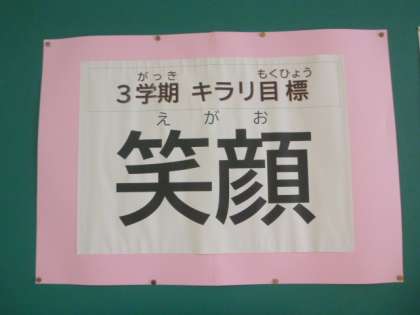 がっき もくひょう
3学期 キラリ目標
えがお
笑顔